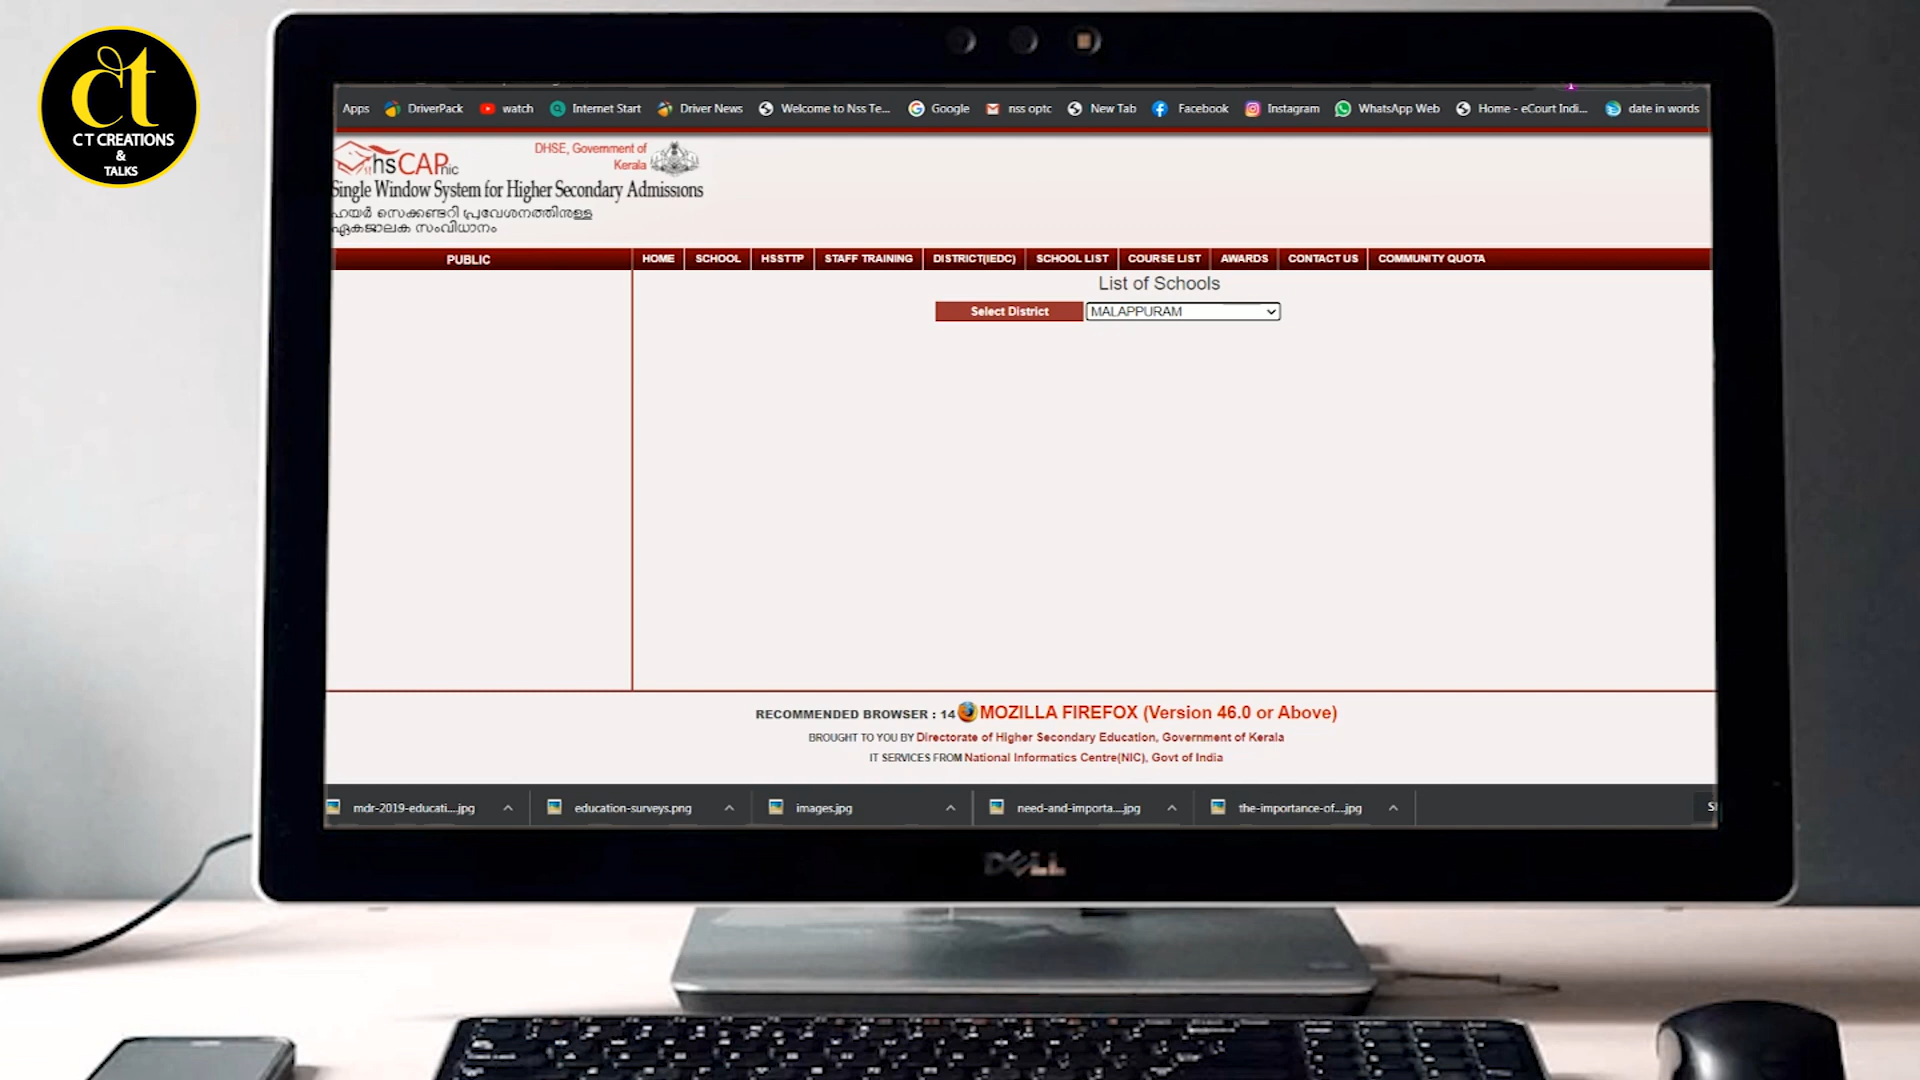 ct
C T CREATIONS
&
TALKS
Apps DriverPack watch Internet Start Driver News Welcome to Nss Te... Google nss optc New Tab Facebook Instagram WhatsApp Web Home - eCourt Indi... date in words
hsCAPnic
DHSE, Government of
Kerala
Single Window System for Higher Secondary Admissions
ഹയർ സെക്കണ്ടറി പ്രവേശനത്തിനുള്ള
ഏകജാലക സംവിധാനം
PUBLIC HOME SCHOOL HSSTTP STAFF TRAINING DISTRICT(IEDC) SCHOOL LIST COURSE LIST AWARDS CONTACT US COMMUNITY QUOTA
List of Schools
Select District MALAPPURAM
RECOMMENDED BROWSER : 14 MOZILLA FIREFOX (Version 46.0 or Above)
BROUGHT TO YOU BY Directorate of Higher Secondary Education, Government of Kerala
IT SERVICES FROM National Informatics Centre(NIC), Govt of India
mdr-2019-educati....jpg education-surveys.png images.jpg need-and-importa....jpg the-importance-of....jpg
DELL